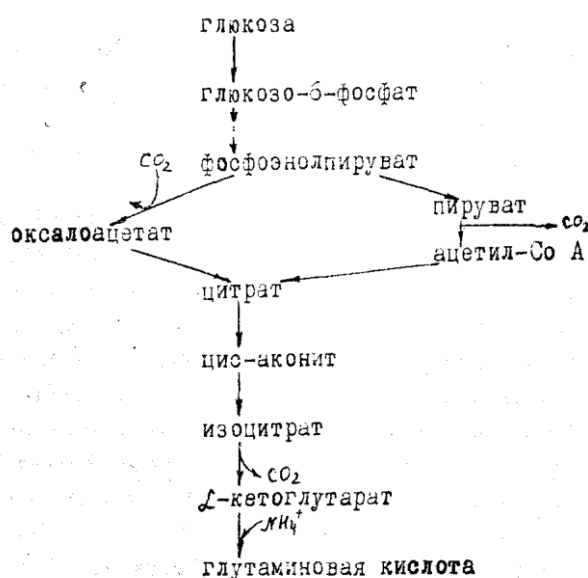 глюкоза
глюкозо-6-фосфат
CO₂
фосфоэнолпируват
пируват
CO₂
оксалоацетат
ацетил-Co A
цитрат
цис-аконит
изоцитрат
CO₂
α-кетоглутарат
NH₄⁺
глутаминовая кислота